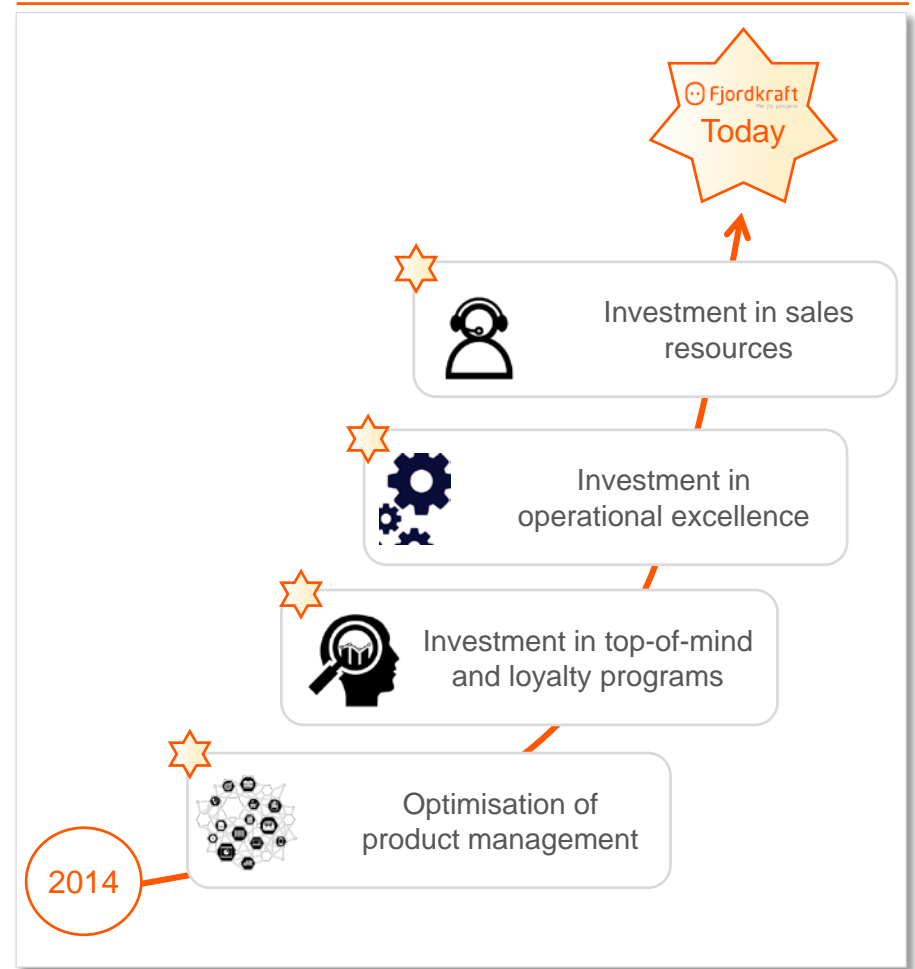 Fjordkraft
Today
Investment in sales
resources
Investment in
operational excellence
Investment in top-of-mind
and loyalty programs
Optimisation of
product management
2014